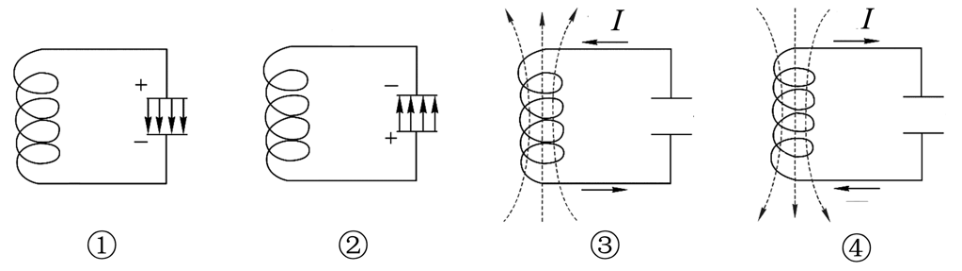 I
I
+
−
−
+
① ② ③ ④